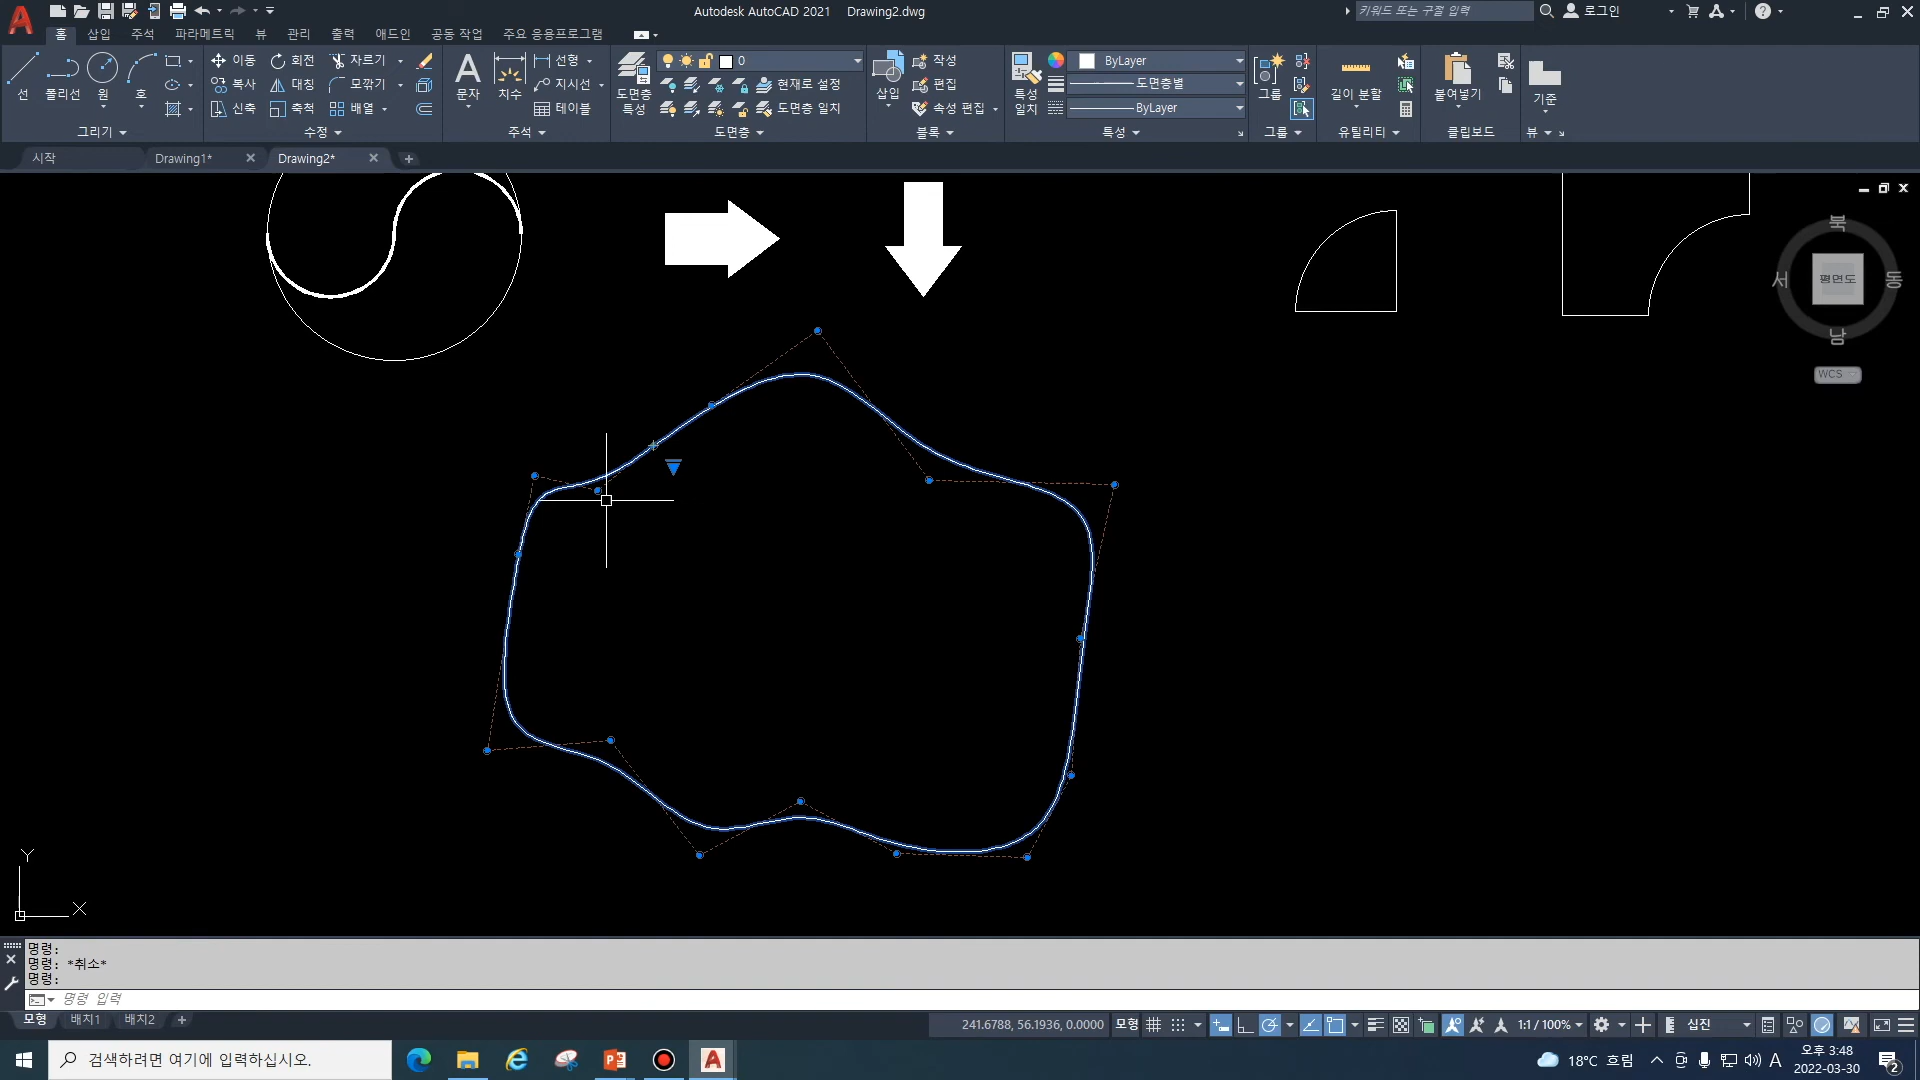 Autodesk AutoCAD 2021 Drawing2.dwg
키워드 또는 구절 입력
로그인
홈 삽입 주석 파라메트릭 뷰 관리 출력 애드인 공동 작업 주요 응용프로그램
선 폴리선 원 호
이동 회전 자르기
복사 대칭 모깎기
신축 축척 배열
문자 치수
선형
지시선
테이블
도면층 특성
0
현재로 설정
도면층 일치
삽입
작성
편집
속성 편집
특성 일치
ByLayer
도면층별
ByLayer
그룹
길이 분할
붙여넣기
기준
그리기 수정 주석 도면층 블록 특성 그룹 유틸리티 클립보드 뷰
시작 Drawing1* Drawing2*
북
서 평면도 동
남
WCS
Y
X
명령:
명령: *취소*
명령:
명령 입력
모형 배치1 배치2
241.6788, 56.1936, 0.0000 모형 1:1 / 100% 십진
검색하려면 여기에 입력하십시오.
18°C 흐림
A
오후 3:48
2022-03-30
2